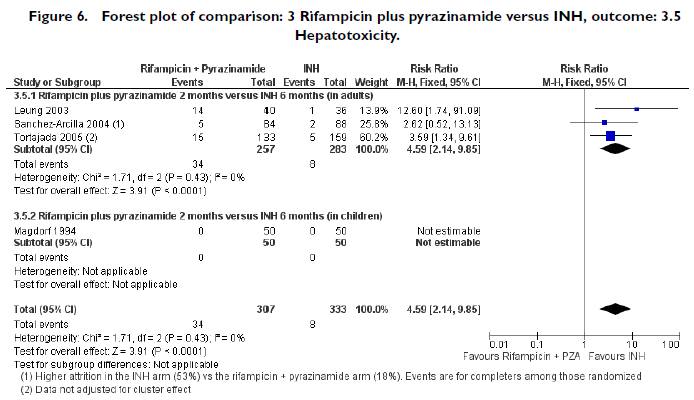 Figure 6. Forest plot of comparison: 3 Rifampicin plus pyrazinamide versus INH, outcome: 3.5
Hepatotoxicity.
Rifampicin + Pyrazinamide INH Risk Ratio Risk Ratio
Study or Subgroup Events Total Events Total Weight M-H, Fixed, 95% CI M-H, Fixed, 95% CI
3.5.1 Rifampicin plus pyrazinamide 2 months versus INH 6 months (in adults)
Leung 2003 14 40 1 36 13.9% 12.60 [1.74, 91.09]
Sanchez-Arcilla 2004 (1) 5 84 2 88 25.8% 2.62 [0.52, 13.13]
Tortajada 2005 (2) 15 133 5 159 60.2% 3.59 [1.34, 9.61]
Subtotal (95% CI) 257 283 100.0% 4.59 [2.14, 9.85]
Total events 34 8
Heterogeneity: Chi² = 1.71, df = 2 (P = 0.43); I² = 0%
Test for overall effect: Z = 3.91 (P < 0.0001)
3.5.2 Rifampicin plus pyrazinamide 2 months versus INH 6 months (in children)
Magdorf 1994 0 50 0 50 Not estimable
Subtotal (95% CI) 50 50 Not estimable
Total events 0 0
Heterogeneity: Not applicable
Test for overall effect: Not applicable
Total (95% CI) 307 333 100.0% 4.59 [2.14, 9.85]
Total events 34 8
Heterogeneity: Chi² = 1.71, df = 2 (P = 0.43); I² = 0%
Test for overall effect: Z = 3.91 (P < 0.0001)
Test for subgroup differences: Not applicable
0.01 0.1 1 10 100
Favours Rifampicin + PZA Favours INH
(1) Higher attrition in the INH arm (53%) vs the rifampicin + pyrazinamide arm (18%). Events are for completers among those randomized
(2) Data not adjusted for cluster effect